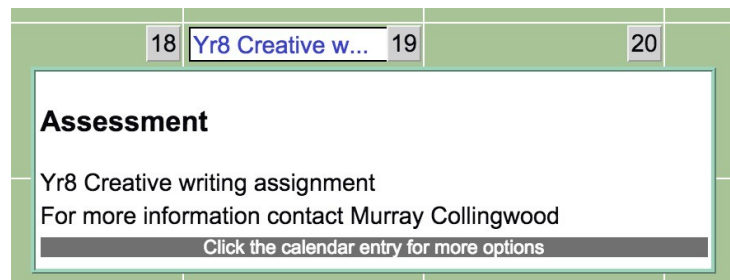 18 Yr8 Creative w... 19 20
Assessment
Yr8 Creative writing assignment
For more information contact Murray Collingwood
Click the calendar entry for more options